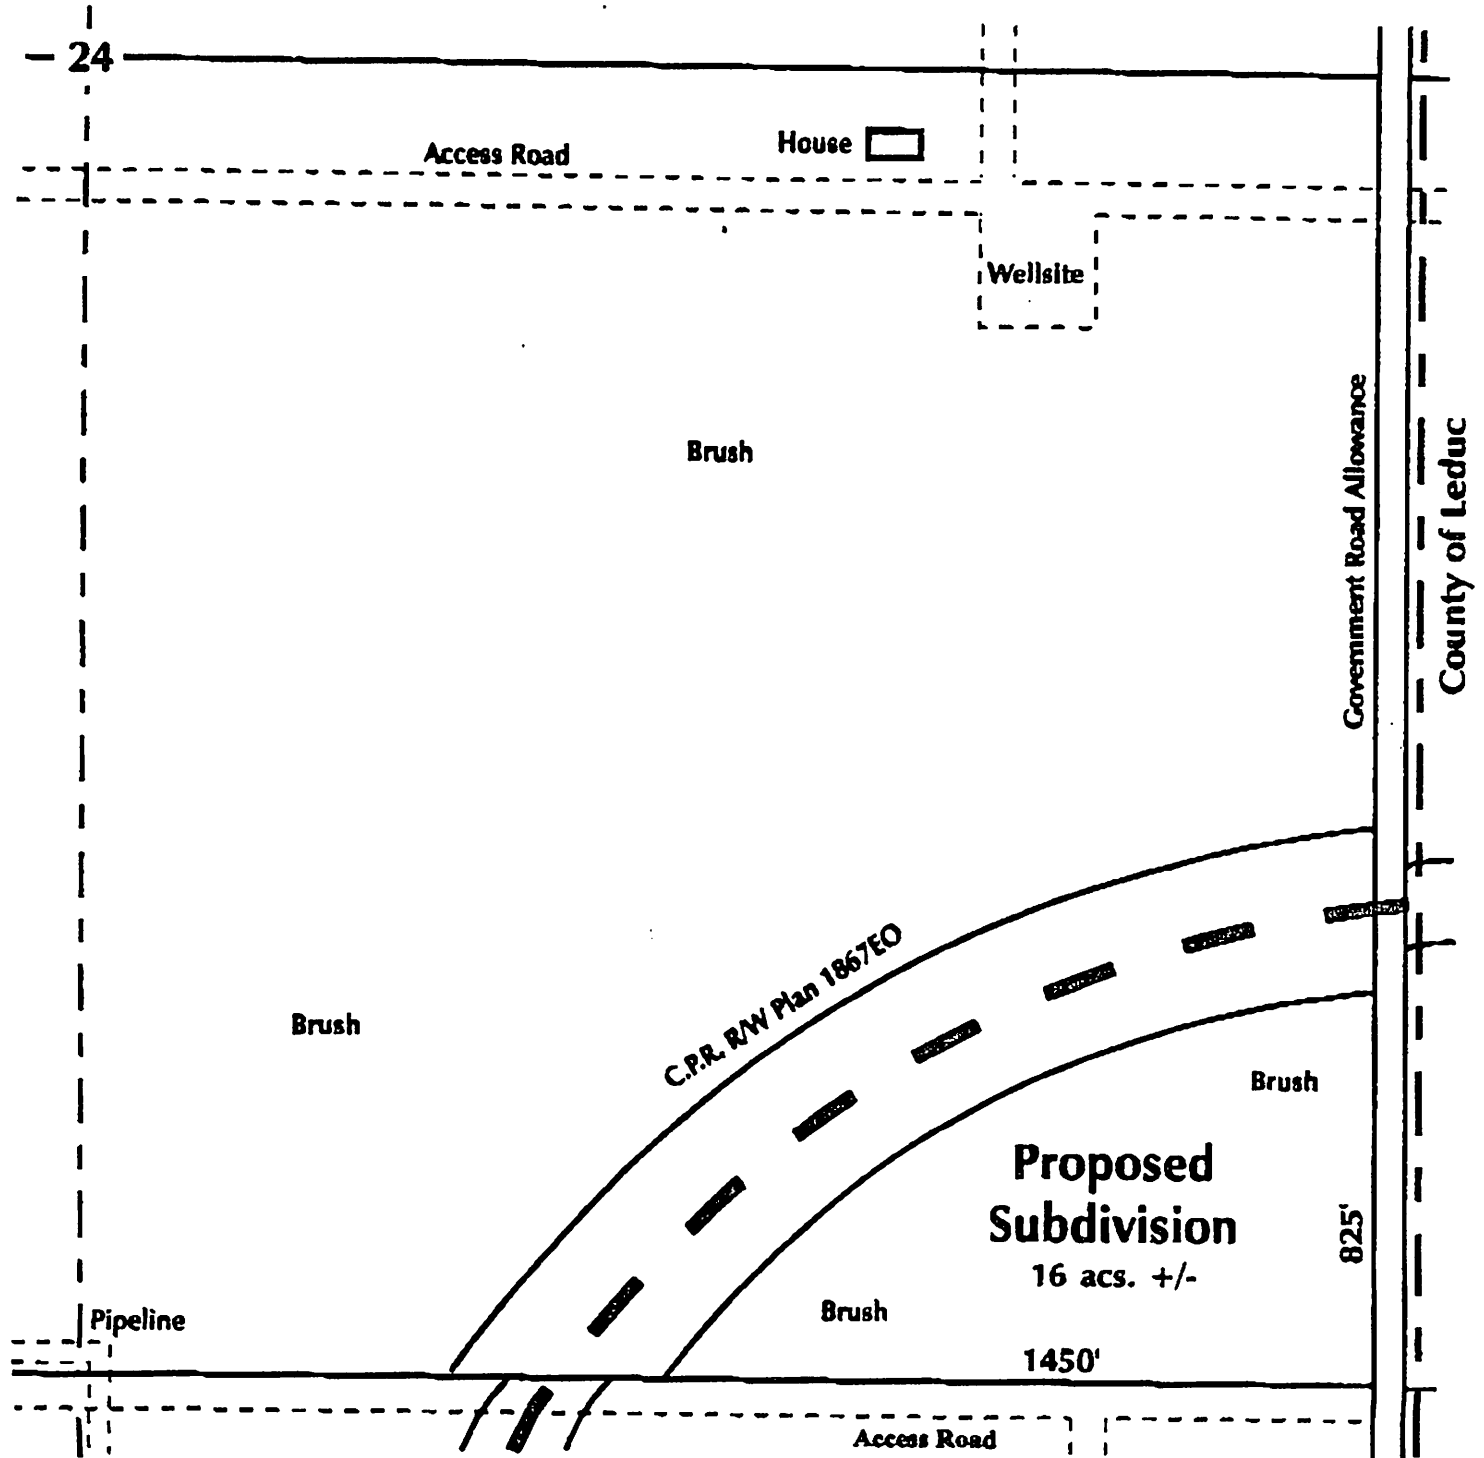 24
Access Road
House
Wellsite
Brush
Government Road Allowance
County of Leduc
C.P.R. R/W Plan 1867EO
Brush
Brush
Proposed
Subdivision
16 acs. +/-
825'
Brush
Pipeline
1450'
Access Road